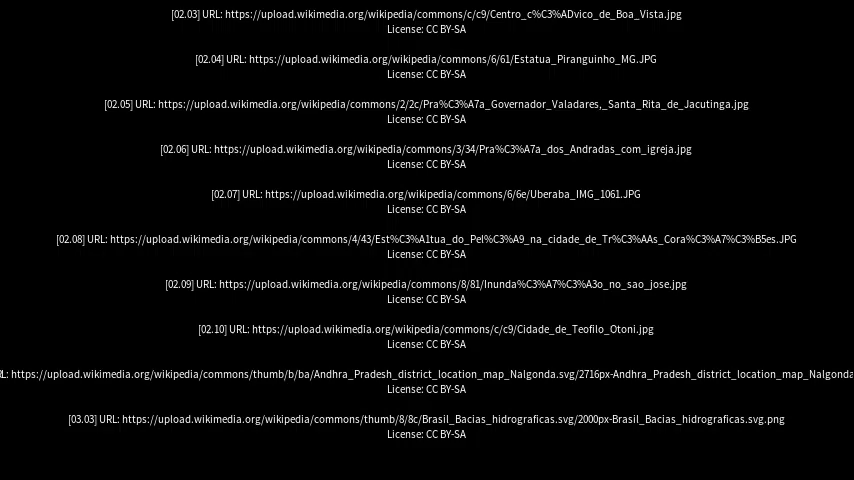 [02.03] URL: https://upload.wikimedia.org/wikipedia/commons/c/c9/Centro_c%C3%ADvico_de_Boa_Vista.jpg
License: CC BY-SA
[02.04] URL: https://upload.wikimedia.org/wikipedia/commons/6/61/Estatua_Piranguinho_MG.JPG
License: CC BY-SA
[02.05] URL: https://upload.wikimedia.org/wikipedia/commons/2/2c/Pra%C3%A7a_Governador_Valadares,_Santa_Rita_de_Jacutinga.jpg
License: CC BY-SA
[02.06] URL: https://upload.wikimedia.org/wikipedia/commons/3/34/Pra%C3%A7a_dos_Andradas_com_igreja.jpg
License: CC BY-SA
[02.07] URL: https://upload.wikimedia.org/wikipedia/commons/6/6e/Uberaba_IMG_1061.JPG
License: CC BY-SA
[02.08] URL: https://upload.wikimedia.org/wikipedia/commons/4/43/Est%C3%A1tua_do_Pel%C3%A9_na_cidade_de_Tr%C3%AAs_Cora%C3%A7%C3%B5es.JPG
License: CC BY-SA
[02.09] URL: https://upload.wikimedia.org/wikipedia/commons/8/81/Inunda%C3%A7%C3%A3o_no_sao_jose.jpg
License: CC BY-SA
[02.10] URL: https://upload.wikimedia.org/wikipedia/commons/c/c9/Cidade_de_Teofilo_Otoni.jpg
License: CC BY-SA
L: https://upload.wikimedia.org/wikipedia/commons/thumb/b/ba/Andhra_Pradesh_district_location_map_Nalgonda.svg/2716px-Andhra_Pradesh_district_location_map_Nalgonda
License: CC BY-SA
[03.03] URL: https://upload.wikimedia.org/wikipedia/commons/thumb/8/8c/Brasil_Bacias_hidrograficas.svg/2000px-Brasil_Bacias_hidrograficas.svg.png
License: CC BY-SA